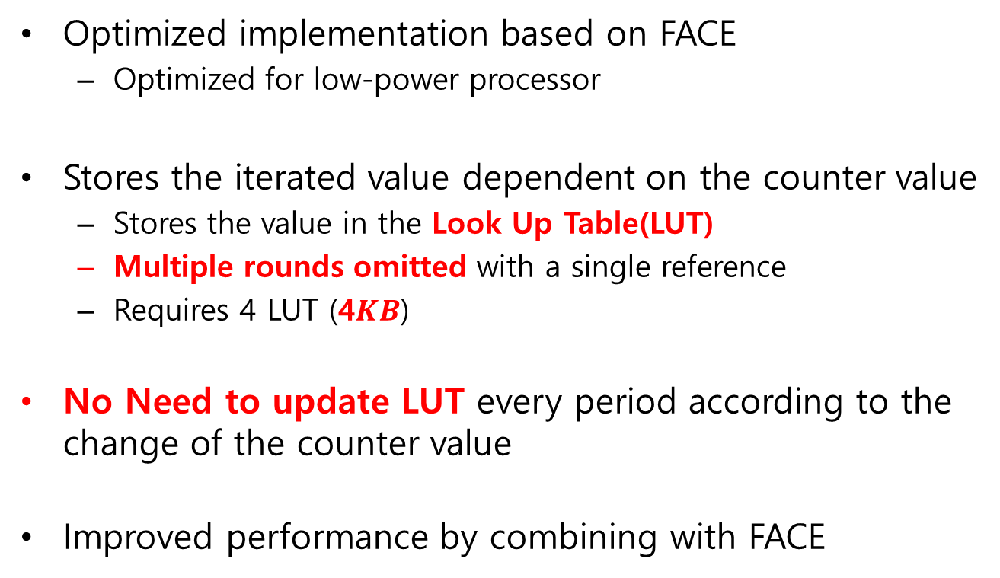 • Optimized implementation based on FACE
– Optimized for low-power processor
• Stores the iterated value dependent on the counter value
– Stores the value in the Look Up Table(LUT)
– Multiple rounds omitted with a single reference
– Requires 4 LUT (4KB)
• No Need to update LUT every period according to the
change of the counter value
• Improved performance by combining with FACE